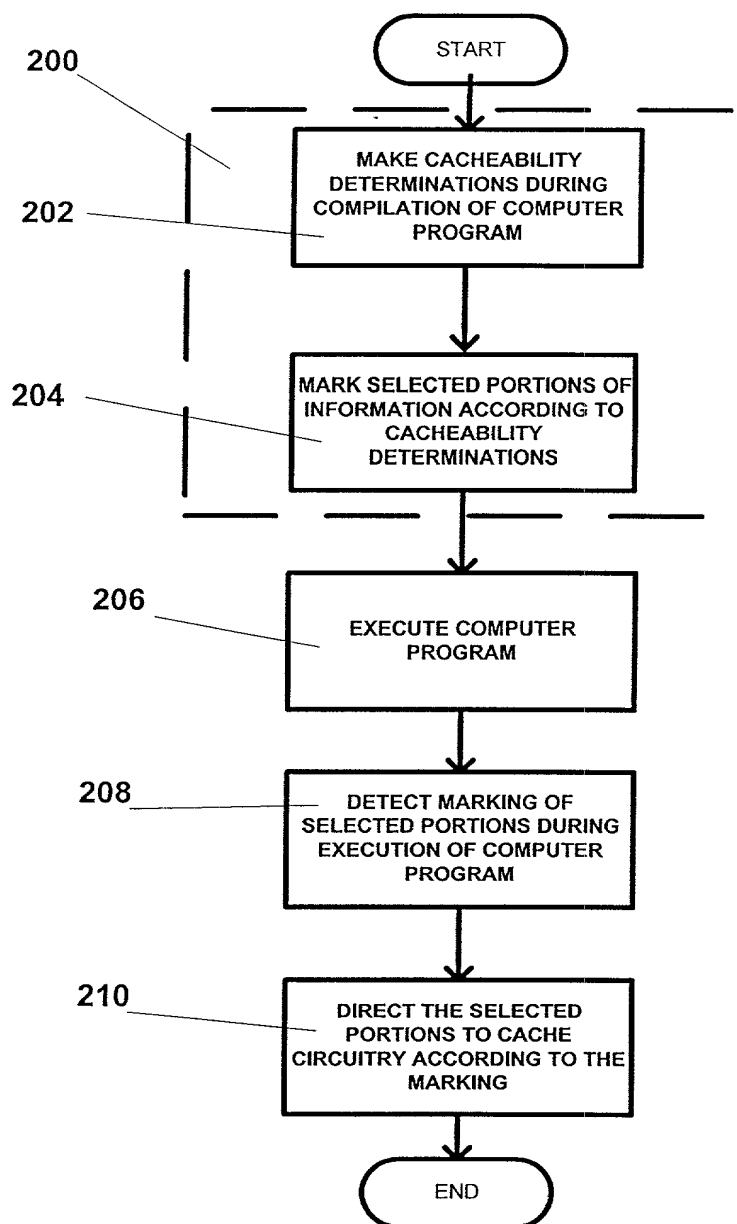 START
200
MAKE CACHEABILITY
DETERMINATIONS DURING
COMPILATION OF COMPUTER
PROGRAM
202
MARK SELECTED PORTIONS OF
INFORMATION ACCORDING TO
CACHEABILITY
DETERMINATIONS
204
206
EXECUTE COMPUTER
PROGRAM
208
DETECT MARKING OF
SELECTED PORTIONS DURING
EXECUTION OF COMPUTER
PROGRAM
210
DIRECT THE SELECTED
PORTIONS TO CACHE
CIRCUITRY ACCORDING TO THE
MARKING
END